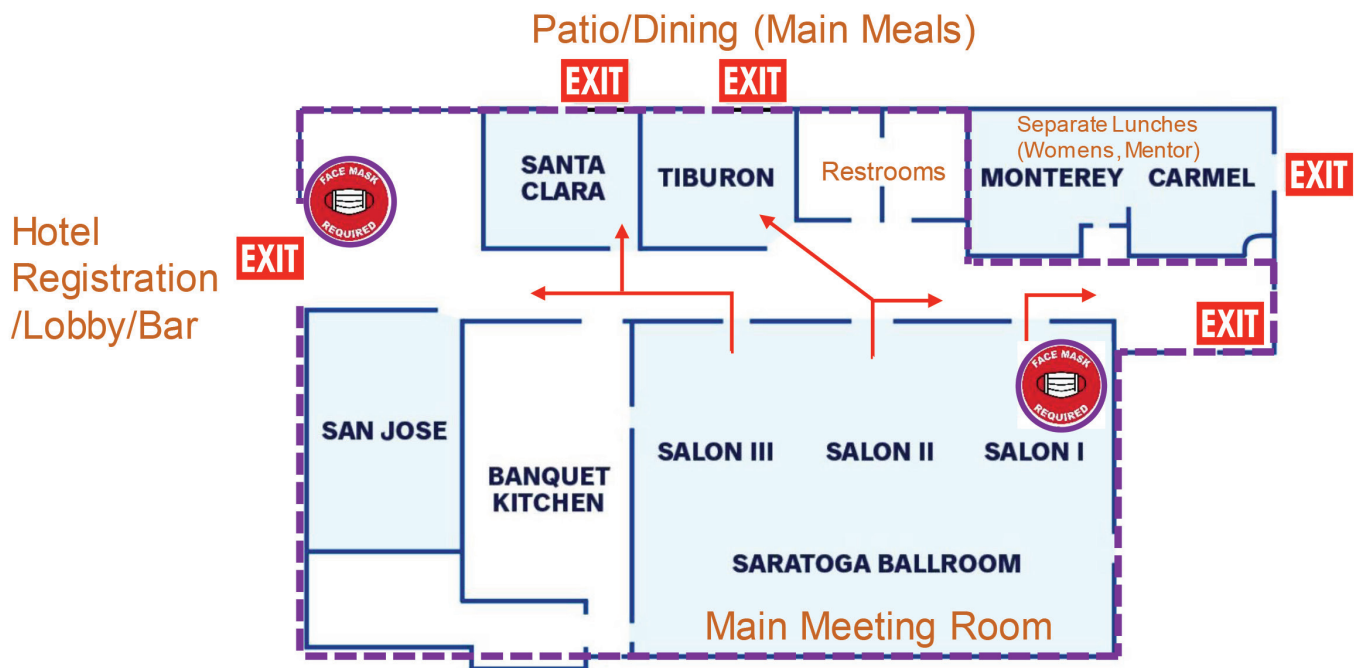 Patio/Dining (Main Meals)
EXIT
EXIT
Separate Lunches
(Womens, Mentor)
SANTA
CLARA
TIBURON
Restrooms
MONTEREY
CARMEL
EXIT
FACE MASK
REQUIRED
Hotel
Registration
/Lobby/Bar
EXIT
EXIT
FACE MASK
REQUIRED
SAN JOSE
BANQUET
KITCHEN
SALON III
SALON II
SALON I
SARATOGA BALLROOM
Main Meeting Room